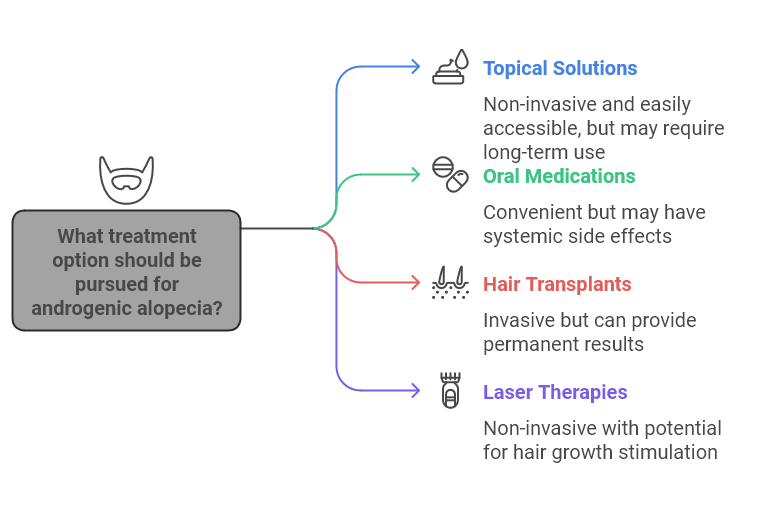 What treatment
option should be
pursued for
androgenic alopecia?
Topical Solutions
Non-invasive and easily
accessible, but may require
long-term use
Oral Medications
Convenient but may have
systemic side effects
Hair Transplants
Invasive but can provide
permanent results
Laser Therapies
Non-invasive with potential
for hair growth stimulation